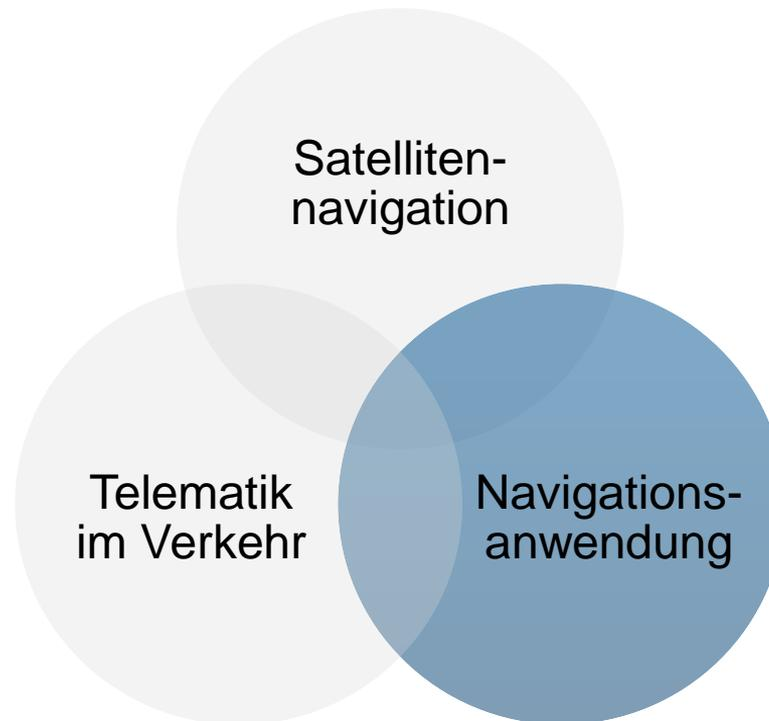 Satelliten-
navigation
Telematik
im Verkehr
Navigations-
anwendung